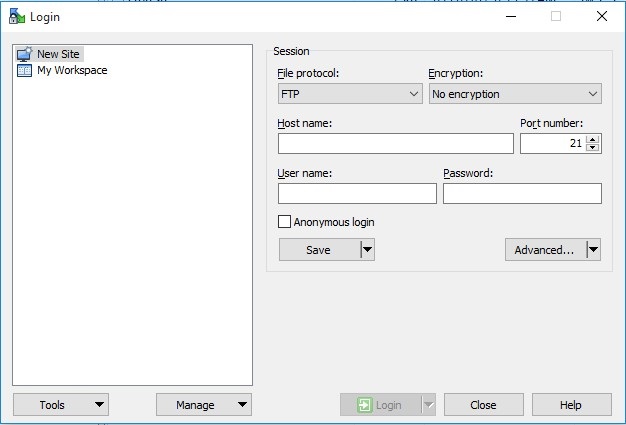 Login
New Site
My Workspace
Session
File protocol:
Encryption:
FTP
No encryption
Host name:
Port number:
21
User name:
Password:
Anonymous login
Save
Advanced...
Tools
Manage
Login
Close
Help